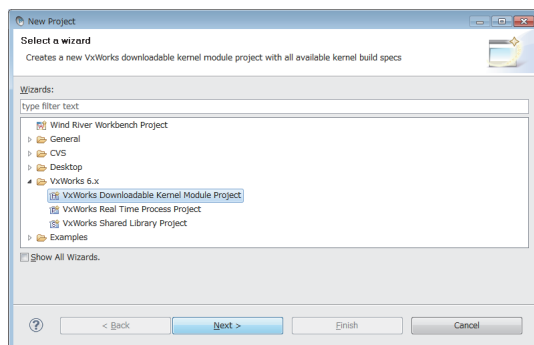 New Project
Select a wizard
Creates a new VxWorks downloadable kernel module project with all available kernel build specs
Wizards:
type filter text
Wind River Workbench Project
General
CVS
Desktop
VxWorks 6.x
VxWorks Downloadable Kernel Module Project
VxWorks Real Time Process Project
VxWorks Shared Library Project
Examples
Show All Wizards.
? < Back Next > Finish Cancel